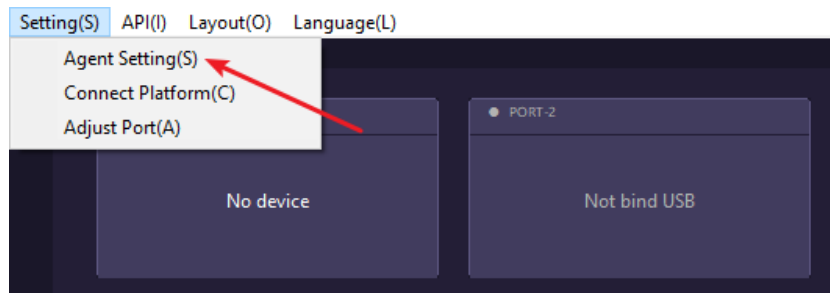 Setting(S) API(I) Layout(O) Language(L)
Agent Setting(S)
Connect Platform(C)
Adjust Port(A)
PORT-2
No device
Not bind USB